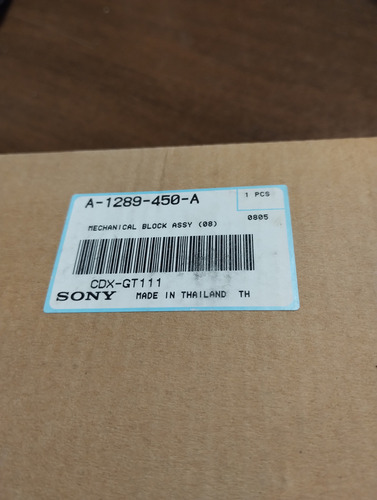 A-1289-450-A
1 PCS
0805
MECHANICAL BLOCK ASSY (08)
CDX-GT111
SONY MADE IN THAILAND TH